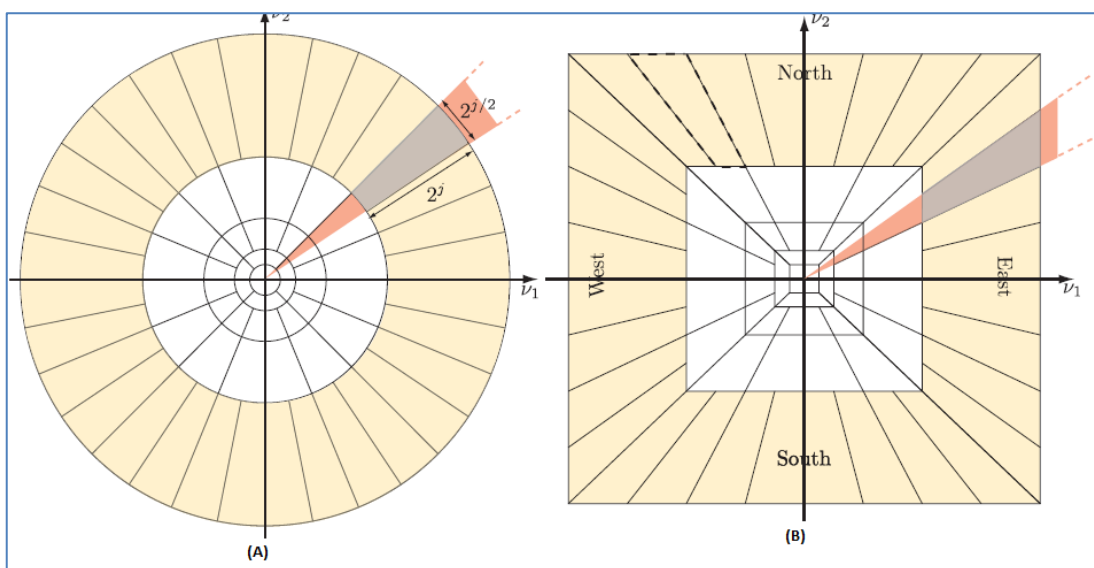 ν₂
2^{j/2}
2^j
ν₁
(A)
ν₂
North
West
East
ν₁
South
(B)